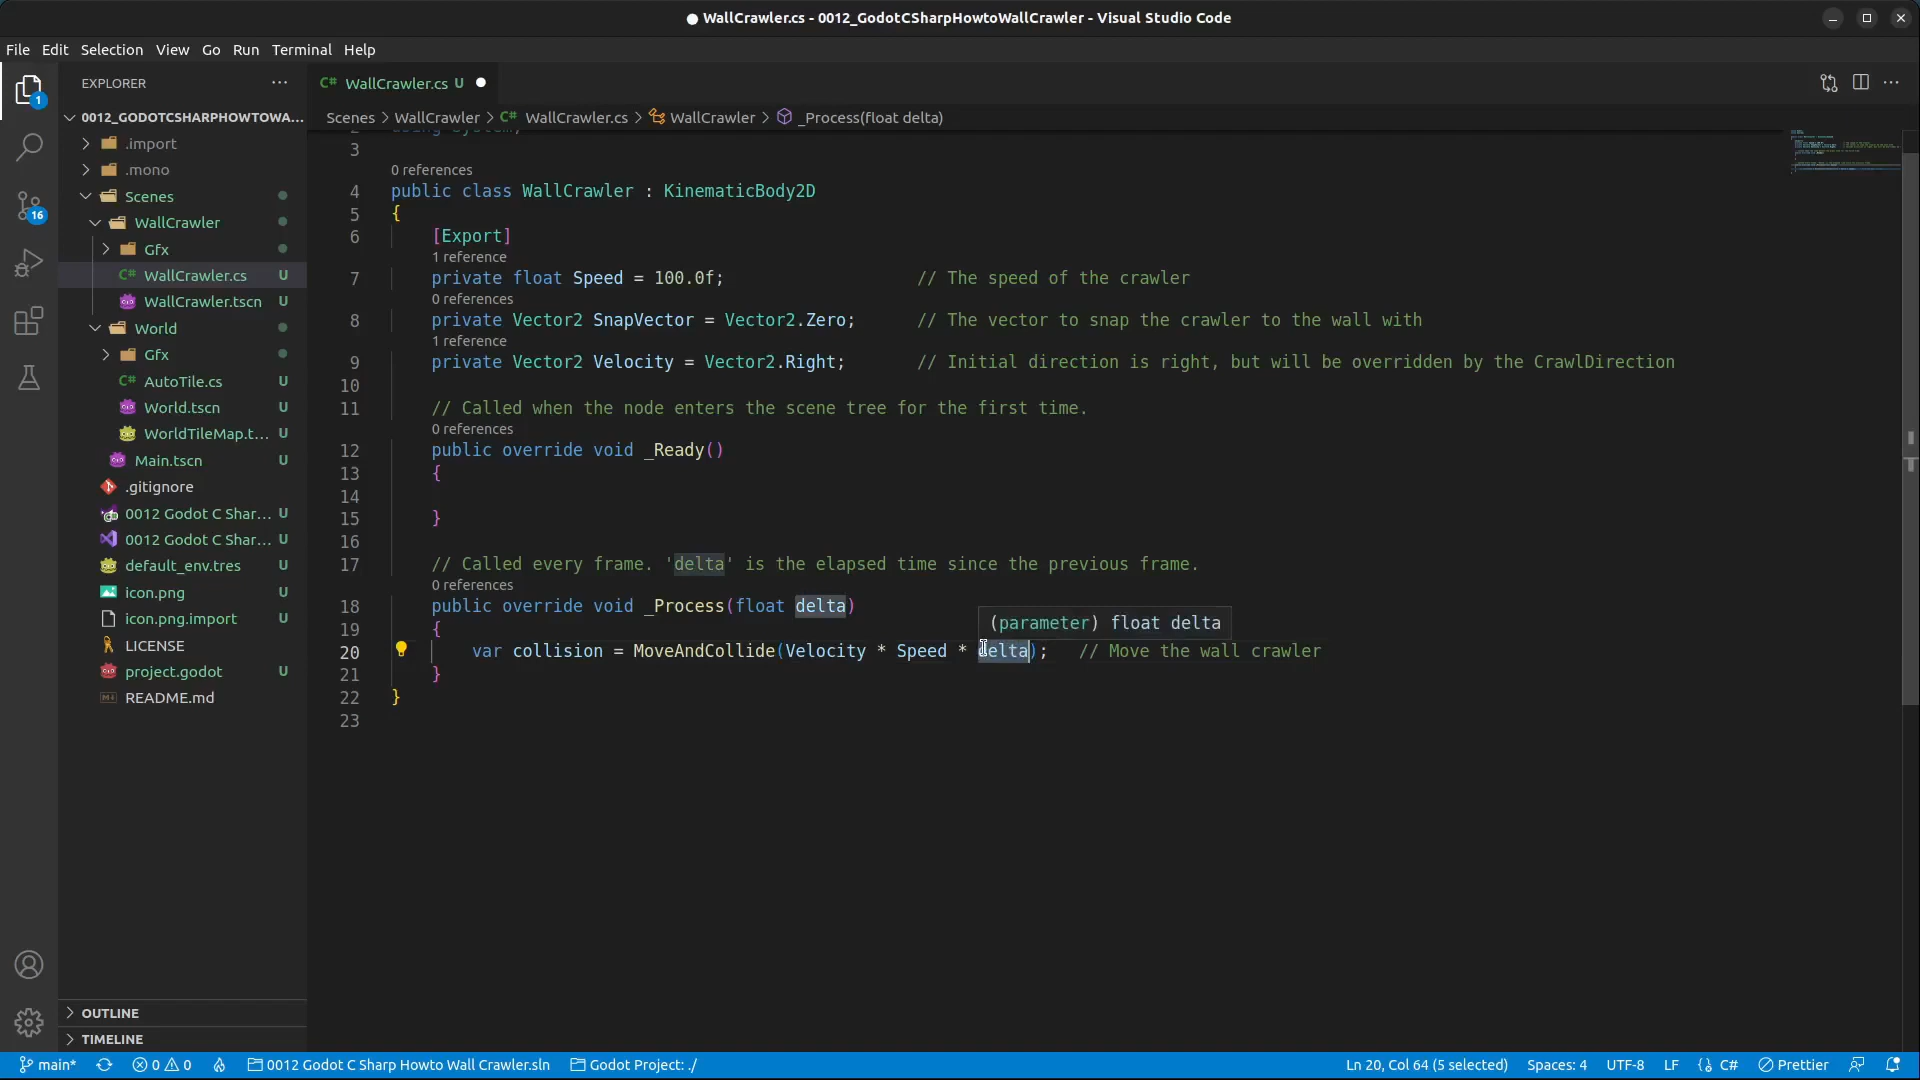 WallCrawler.cs - 0012_GodotCSharpHowtoWallCrawler - Visual Studio Code
File Edit Selection View Go Run Terminal Help
EXPLORER
WallCrawler.cs U
0012_GODOTCSHARPHOWTOWA...
Scenes > WallCrawler > WallCrawler.cs > WallCrawler > _Process(float delta)
.import
.mono
Scenes
WallCrawler
Gfx
WallCrawler.cs U
WallCrawler.tscn U
World
Gfx
AutoTile.cs U
World.tscn U
WorldTileMap.t... U
Main.tscn U
.gitignore
0012 Godot C Shar... U
0012 Godot C Shar... U
default_env.tres U
icon.png U
icon.png.import U
LICENSE
project.godot U
README.md
OUTLINE
TIMELINE
1
16
2 using System;
3
0 references
4 public class WallCrawler : KinematicBody2D
5 {
6 [Export]
1 reference
7 private float Speed = 100.0f; // The speed of the crawler
0 references
8 private Vector2 SnapVector = Vector2.Zero; // The vector to snap the crawler to the wall with
1 reference
9 private Vector2 Velocity = Vector2.Right; // Initial direction is right, but will be overridden by the CrawlDirection
10
11 // Called when the node enters the scene tree for the first time.
0 references
12 public override void _Ready()
13 {
14
15 }
16
17 // Called every frame. 'delta' is the elapsed time since the previous frame.
0 references
18 public override void _Process(float delta)
(parameter) float delta
19 {
20 var collision = MoveAndCollide(Velocity * Speed * delta); // Move the wall crawler
21 }
22 }
23
main* 0 0 0012 Godot C Sharp Howto Wall Crawler.sln Godot Project: ./ Ln 20, Col 64 (5 selected) Spaces: 4 UTF-8 LF {} C# Prettier